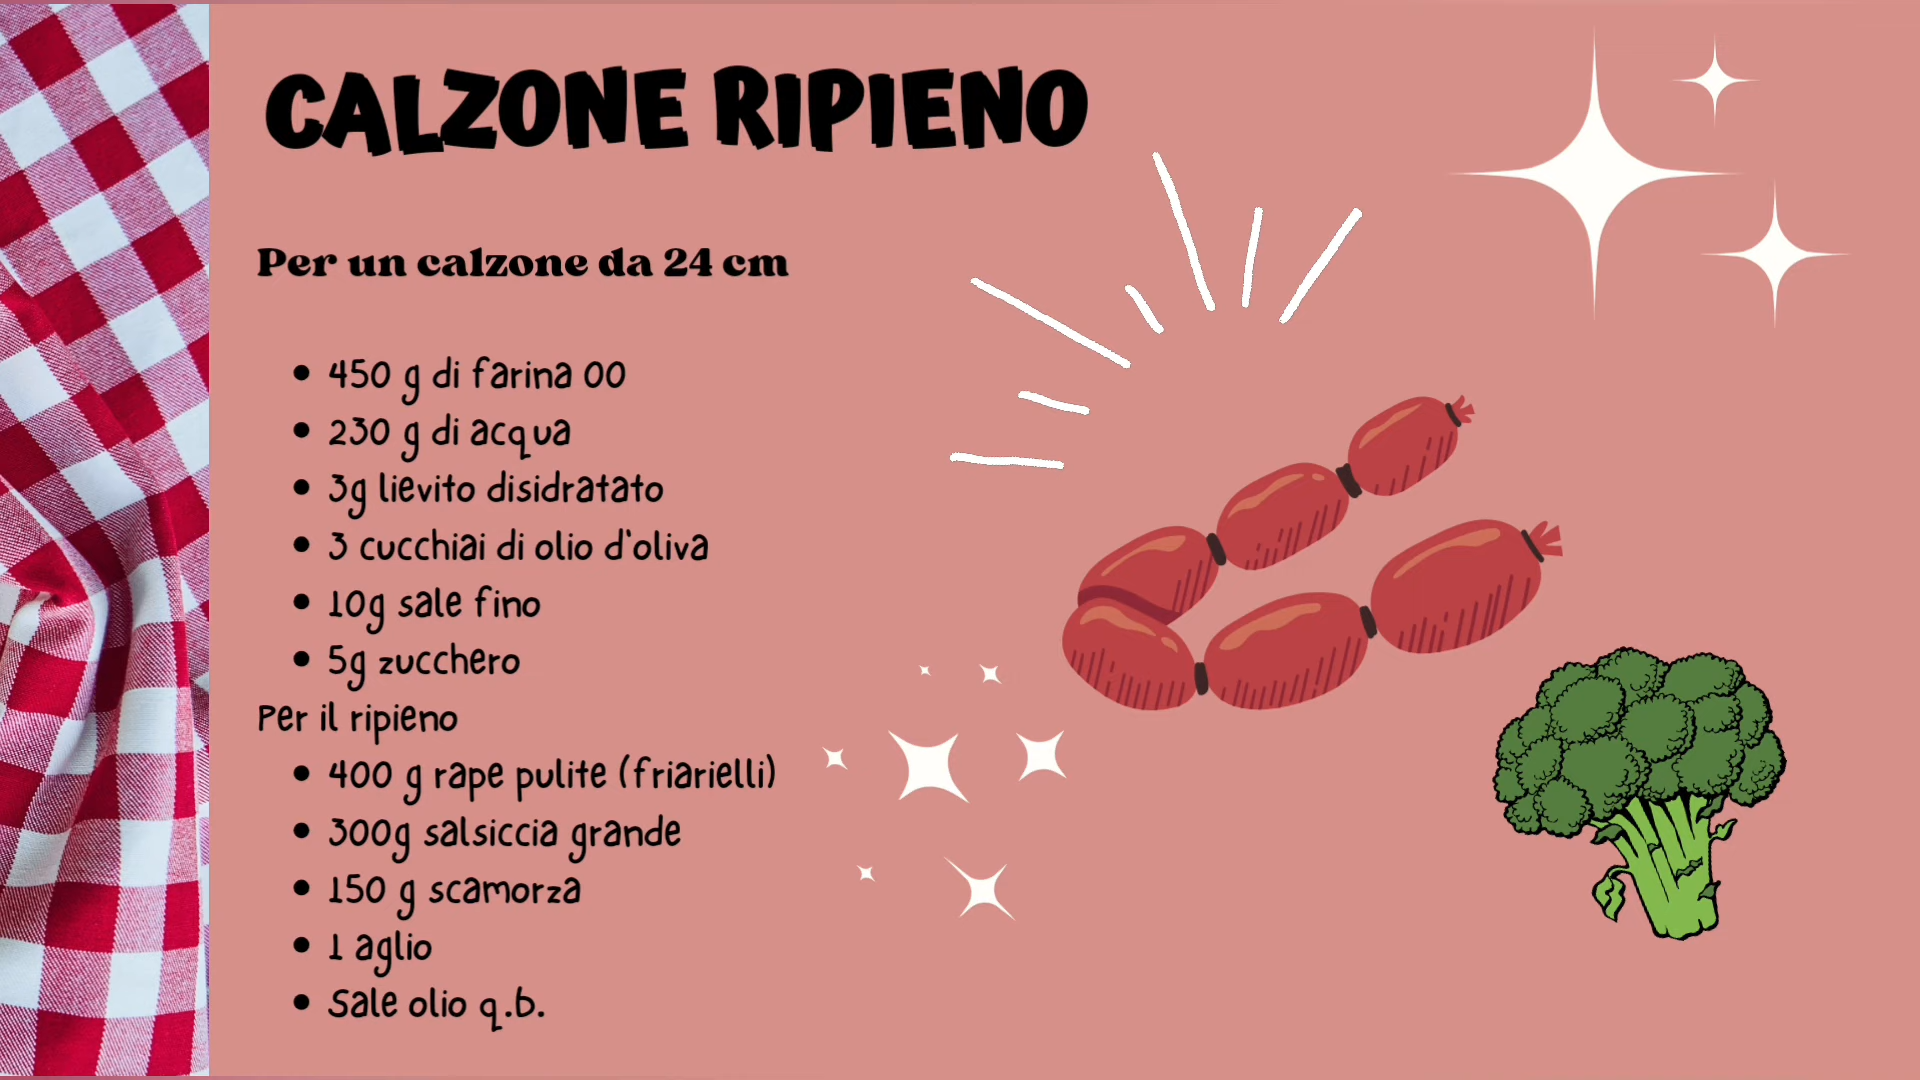 CALZONE RIPIENO
Per un calzone da 24 cm
• 450 g di farina 00
• 230 g di acqua
• 3g lievito disidratato
• 3 cucchiai di olio d'oliva
• 10g sale fino
• 5g zucchero
Per il ripieno
• 400 g rape pulite (friarielli)
• 300g salsiccia grande
• 150 g scamorza
• 1 aglio
• Sale olio q.b.